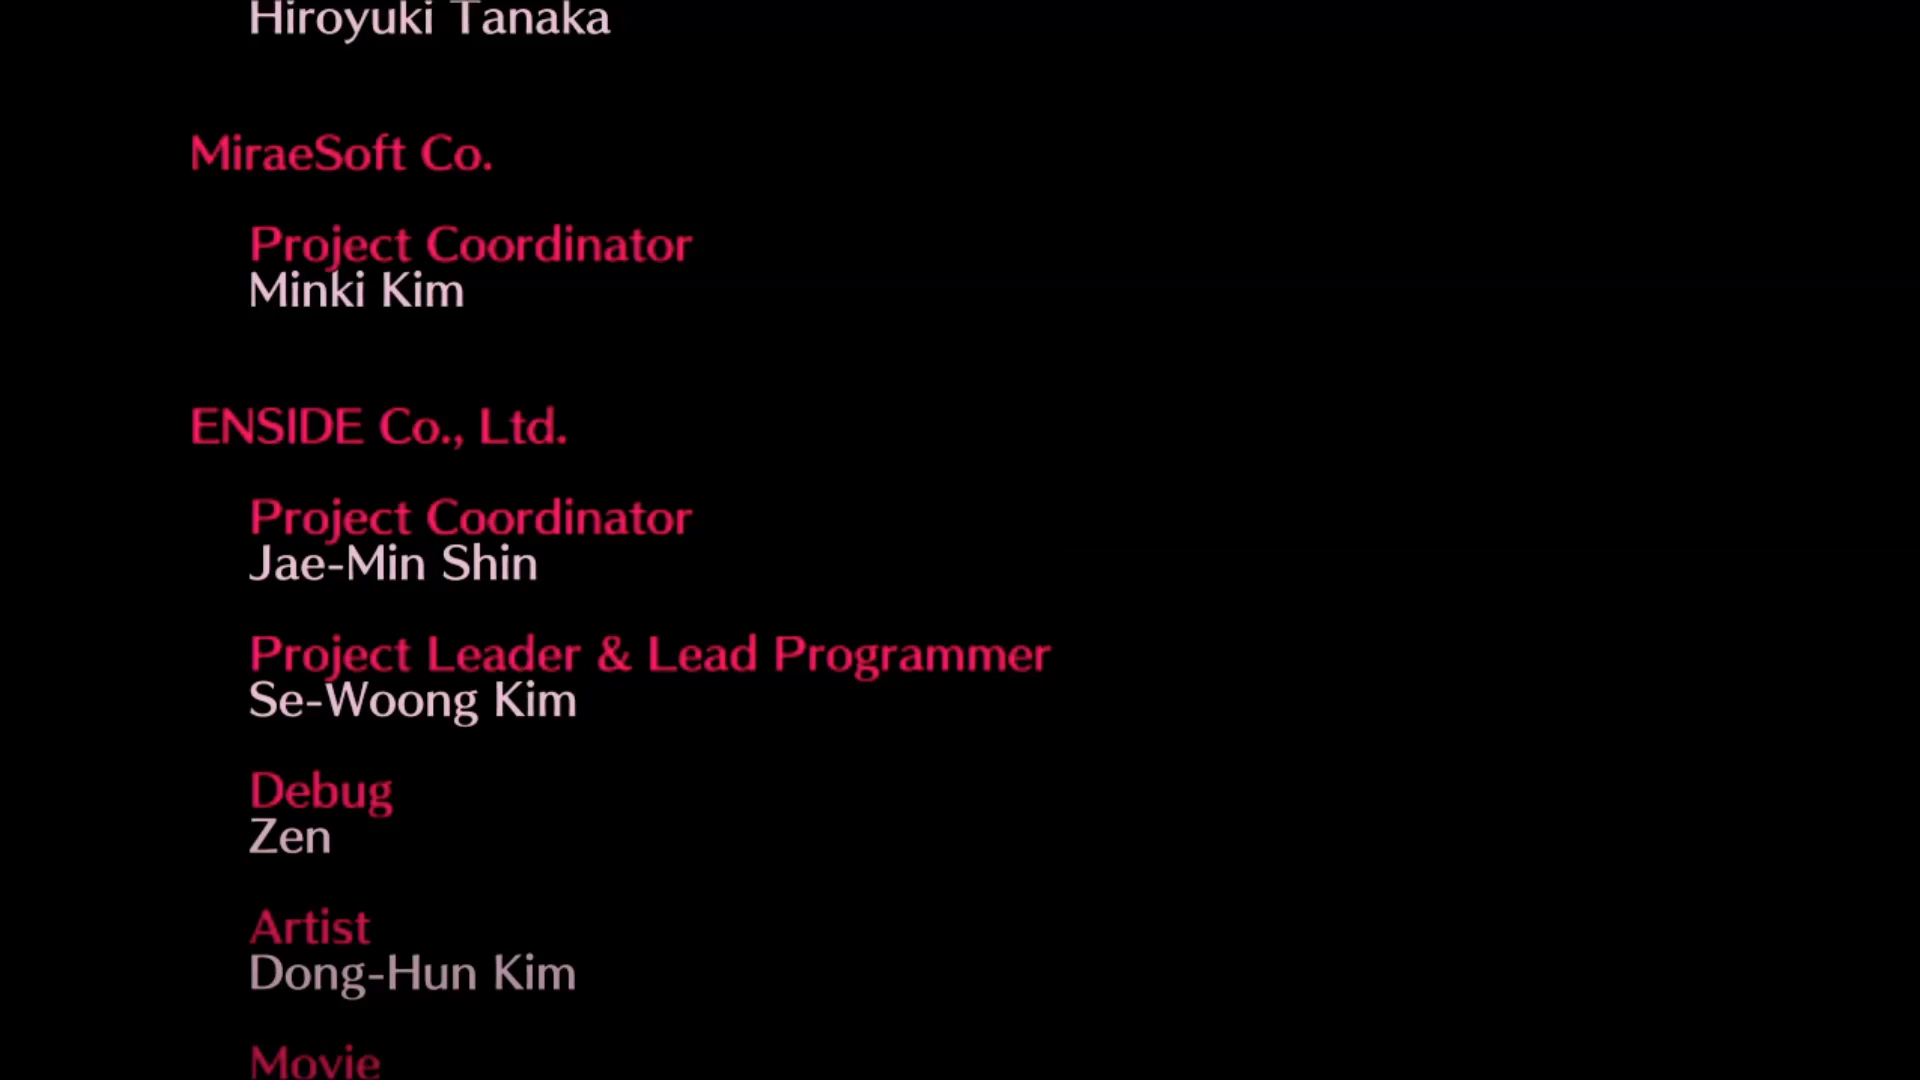 Hiroyuki Tanaka
MiraeSoft Co.
Project Coordinator
Minki Kim
ENSIDE Co., Ltd.
Project Coordinator
Jae-Min Shin
Project Leader & Lead Programmer
Se-Woong Kim
Debug
Zen
Artist
Dong-Hun Kim
Movie